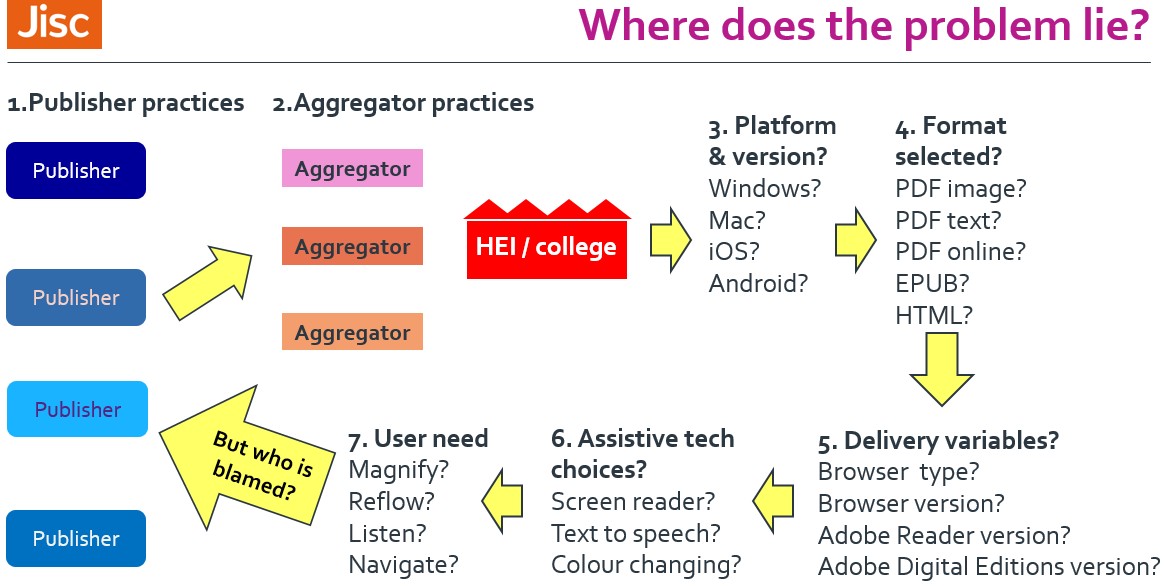 Jisc
Where does the problem lie?
1.Publisher practices
Publisher
Publisher
Publisher
Publisher
2.Aggregator practices
Aggregator
Aggregator
Aggregator
HEI / college
3. Platform
& version?
Windows?
Mac?
iOS?
Android?
4. Format
selected?
PDF image?
PDF text?
PDF online?
EPUB?
HTML?
5. Delivery variables?
Browser  type?
Browser version?
Adobe Reader version?
Adobe Digital Editions version?
6. Assistive tech
choices?
Screen reader?
Text to speech?
Colour changing?
7. User need
Magnify?
Reflow?
Listen?
Navigate?
But who is
blamed?